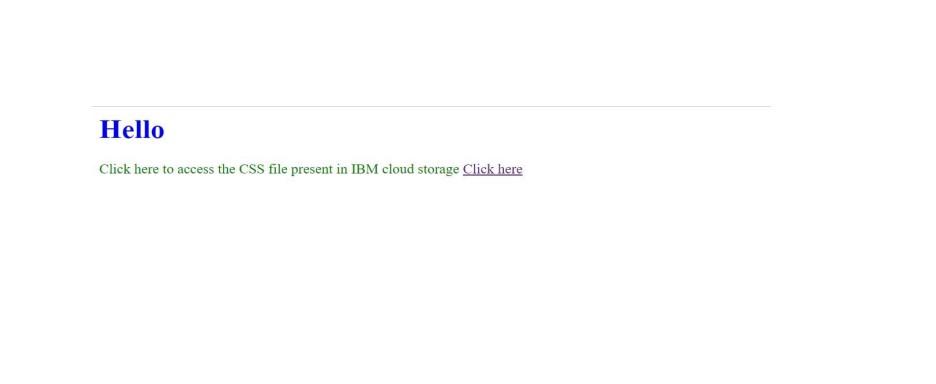 Hello
Click here to access the CSS file present in IBM cloud storage Click here